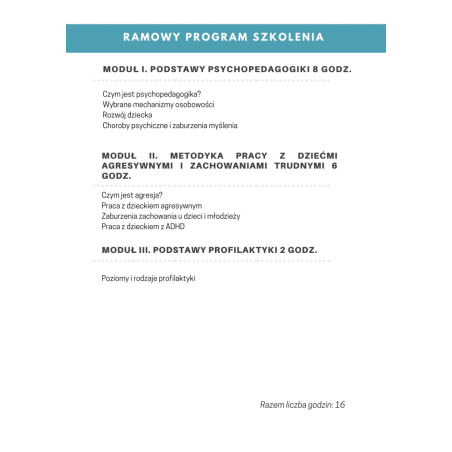 RAMOWY PROGRAM SZKOLENIA
MODUŁ I. PODSTAWY PSYCHOPEDAGOGIKI 8 GODZ.
Czym jest psychopedagogika?
Wybrane mechanizmy osobowości
Rozwój dziecka
Choroby psychiczne i zaburzenia myślenia
MODUŁ II. METODYKA PRACY Z DZIEĆMI
AGRESYWNYMI I ZACHOWANIAMI TRUDNYMI 6
GODZ.
Czym jest agresja?
Praca z dzieckiem agresywnym
Zaburzenia zachowania u dzieci i młodzieży
Praca z dzieckiem z ADHD
MODUŁ III. PODSTAWY PROFILAKTYKI 2 GODZ.
Poziomy i rodzaje profilaktyki
Razem liczba godzin: 16